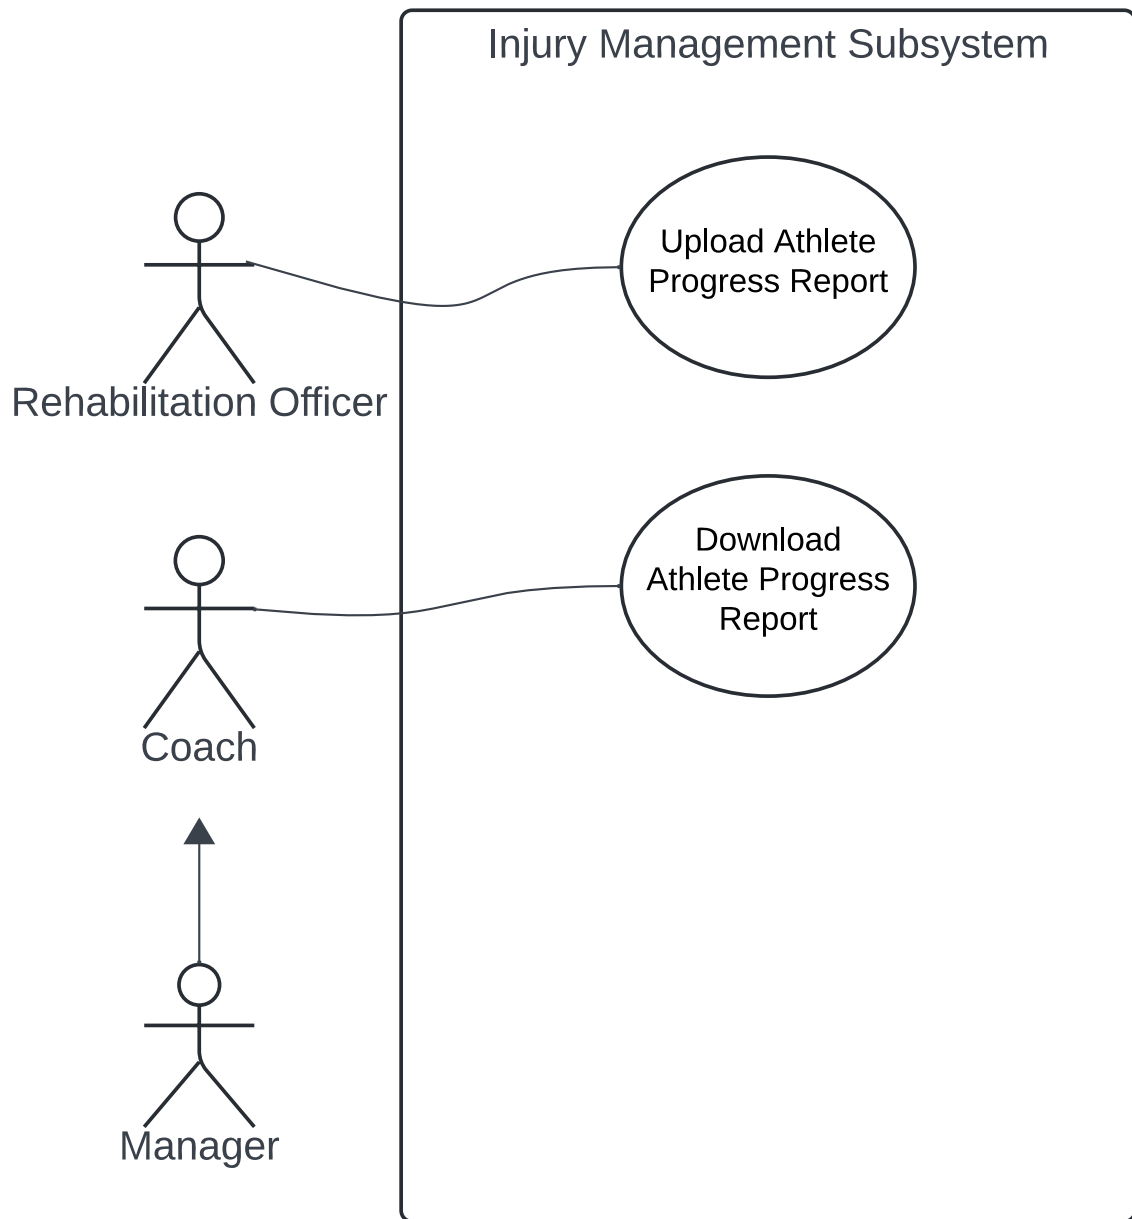 Injury Management Subsystem
Upload Athlete
Progress Report
Rehabilitation Officer
Download
Athlete Progress
Report
Coach
Manager